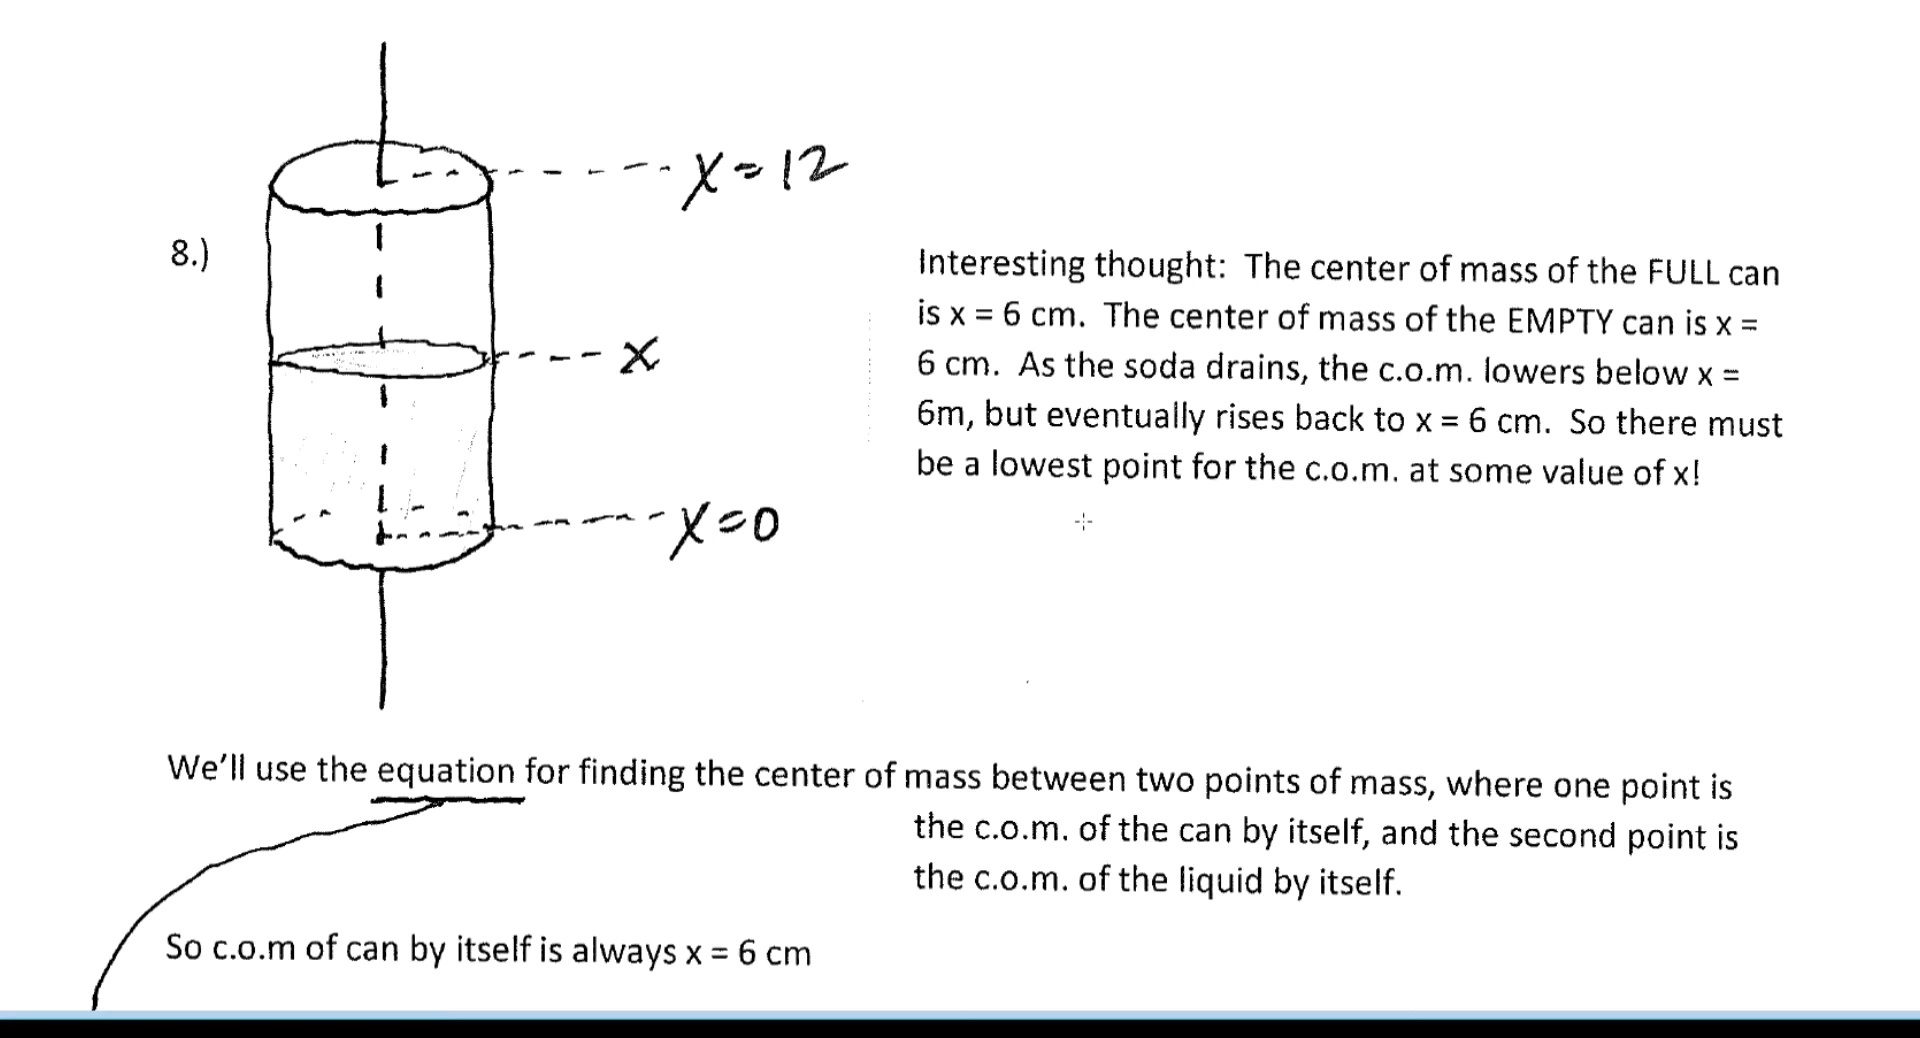 x=12
8.)
Interesting thought: The center of mass of the FULL can
is x = 6 cm. The center of mass of the EMPTY can is x =
x
6 cm. As the soda drains, the c.o.m. lowers below x =
6m, but eventually rises back to x = 6 cm. So there must
be a lowest point for the c.o.m. at some value of x!
x=0
We'll use the equation for finding the center of mass between two points of mass, where one point is
the c.o.m. of the can by itself, and the second point is
the c.o.m. of the liquid by itself.
So c.o.m of can by itself is always x = 6 cm